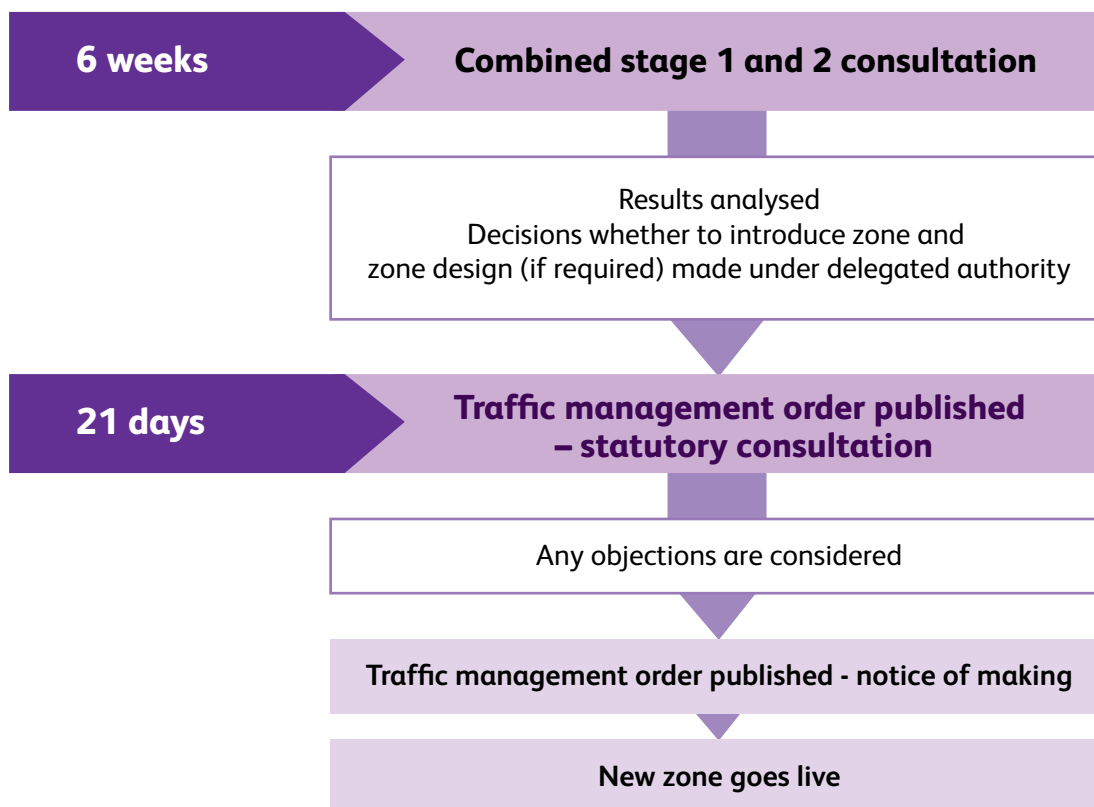 6 weeks
Combined stage 1 and 2 consultation
Results analysed
Decisions whether to introduce zone and
zone design (if required) made under delegated authority
21 days
Traffic management order published
– statutory consultation
Any objections are considered
Traffic management order published - notice of making
New zone goes live